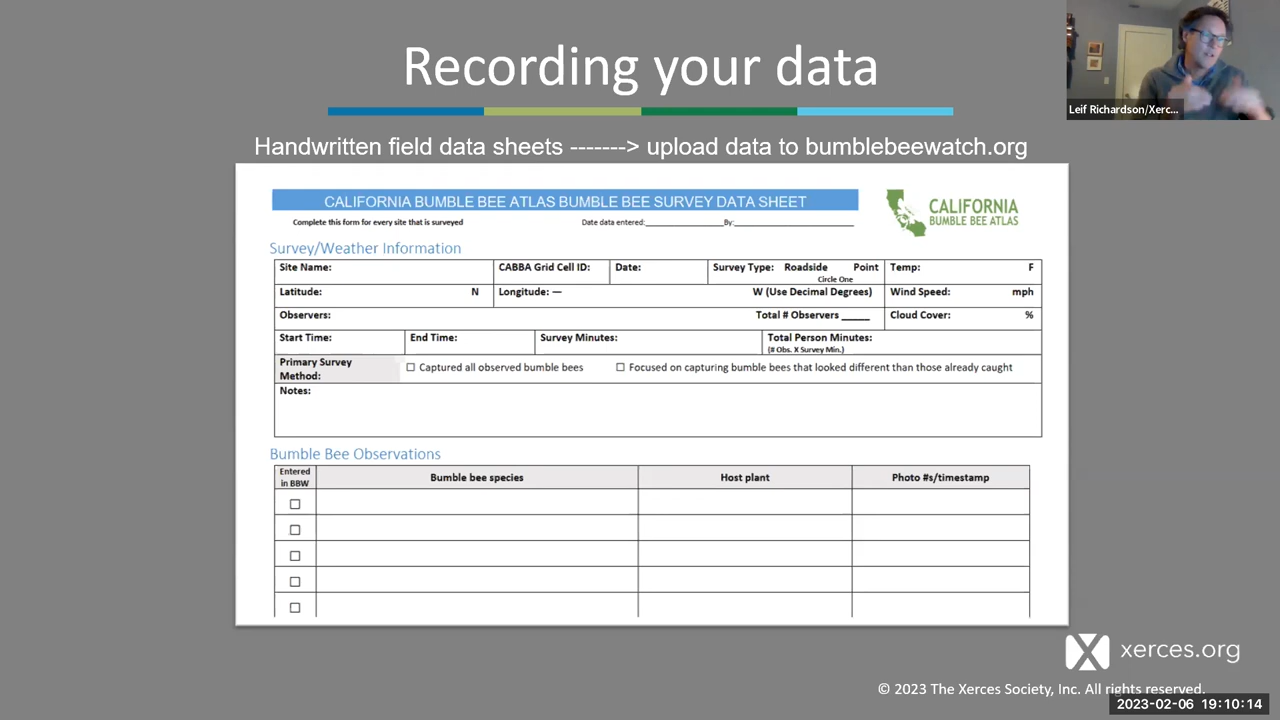 Recording your data
Leif Richardson/Xerc...
Handwritten field data sheets -------> upload data to bumblebeewatch.org
CALIFORNIA BUMBLE BEE ATLAS BUMBLE BEE SURVEY DATA SHEET
CALIFORNIA
BUMBLE BEE ATLAS
Complete this form for every site that is surveyed
Date data entered:________________By:________________________
Survey/Weather Information
Site Name: CABBA Grid Cell ID: Date: Survey Type: Roadside Point Temp: F
Circle One
Latitude: N Longitude: — W (Use Decimal Degrees) Wind Speed: mph
Observers: Total # Observers _____ Cloud Cover: %
Start Time: End Time: Survey Minutes: Total Person Minutes:
(# Obs. X Survey Min.)
Primary Survey
Method:
☐ Captured all observed bumble bees ☐ Focused on capturing bumble bees that looked different than those already caught
Notes:
Bumble Bee Observations
Entered
in BBW
Bumble bee species Host plant Photo #s/timestamp
☐
☐
☐
☐
☐
xerces.org
© 2023 The Xerces Society, Inc. All rights reserved.
2023-02-06 19:10:14